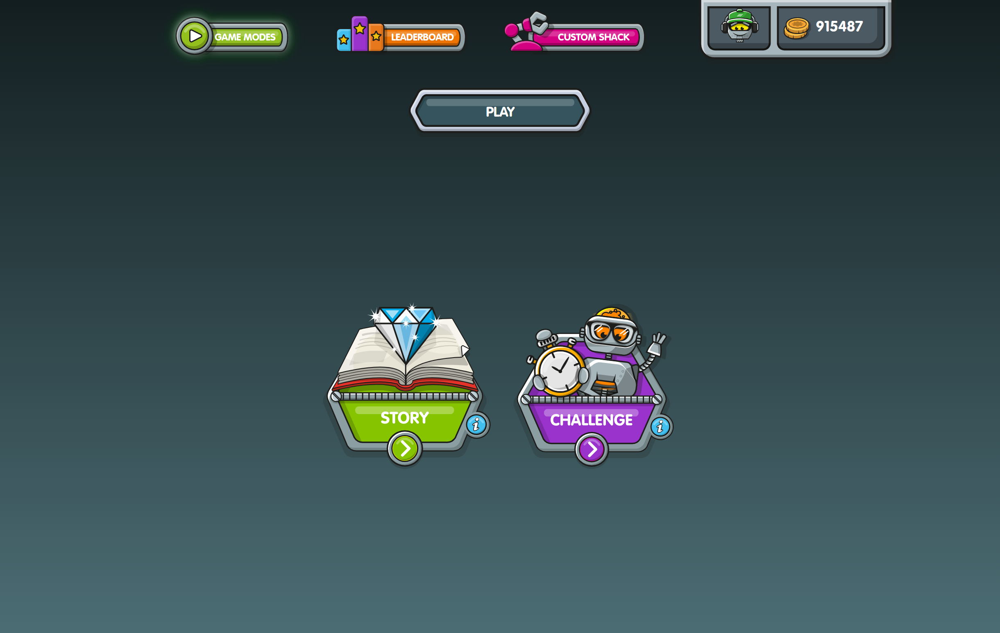 GAME MODES
LEADERBOARD
CUSTOM SHACK
915487
PLAY
STORY
i
CHALLENGE
i